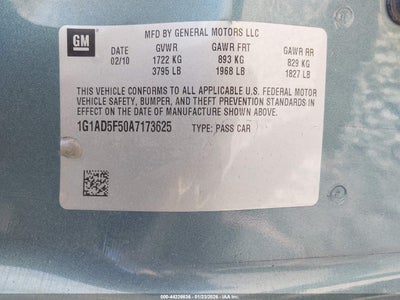 GM
MFD BY GENERAL MOTORS LLC
DATE GVWR GAWR FRT GAWR RR
02/10 1722 KG 893 KG 829 KG
3795 LB 1968 LB 1827 LB
THIS VEHICLE CONFORMS TO ALL APPLICABLE U.S. FEDERAL MOTOR
VEHICLE SAFETY, BUMPER, AND THEFT PREVENTION STANDARDS IN
EFFECT ON THE DATE OF MANUFACTURE SHOWN ABOVE.
1G1AD5F50A7173625 TYPE: PASS CAR
000-44228636 - 01/23/2026 - IAA Inc.